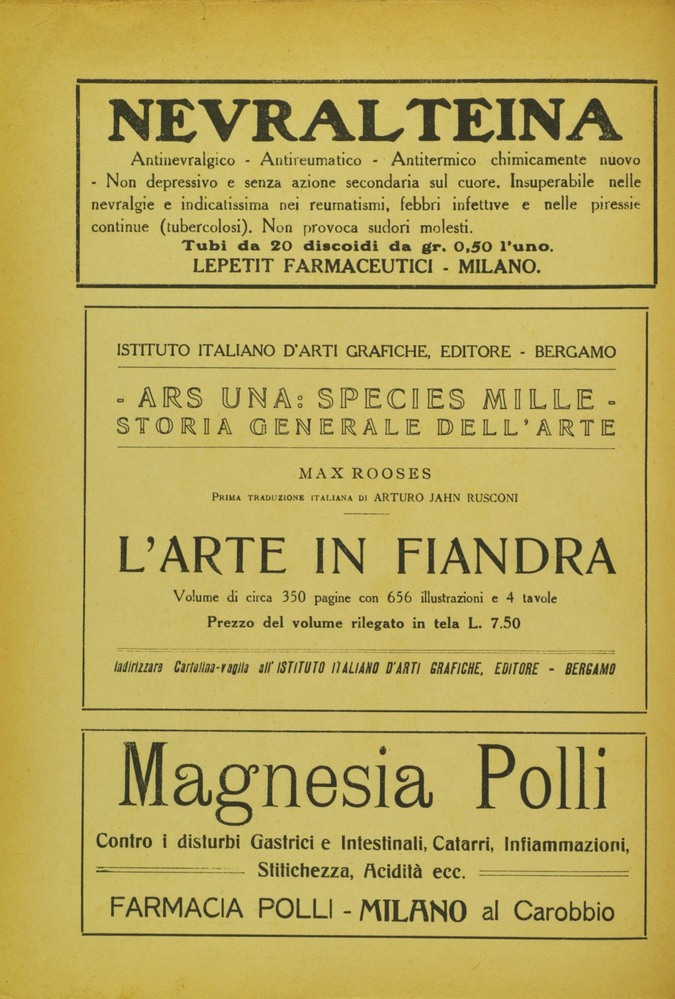 NEVRALTEINA
Antinevralgico - Antireumatico - Antitermico chimicamente nuovo
- Non depressivo e senza azione secondaria sul cuore. Insuperabile nelle
nevralgie e indicatissima nei reumatismi, febbri infettive e nelle piressie
continue (tubercolosi). Non provoca sudori molesti.
Tubi da 20 discoidi da gr. 0,50 l'uno.
LEPETIT FARMACEUTICI - MILANO.
ISTITUTO ITALIANO D'ARTI GRAFICHE, EDITORE - BERGAMO
- ARS UNA: SPECIES MILLE -
STORIA GENERALE DELL'ARTE
MAX ROOSES
PRIMA TRADUZIONE ITALIANA DI ARTURO JAHN RUSCONI
L'ARTE IN FIANDRA
Volume di circa 350 pagine con 656 illustrazioni e 4 tavole
Prezzo del volume rilegato in tela L. 7.50
Indirizzare Cartolina-vaglia all'ISTITUTO ITALIANO D'ARTI GRAFICHE, EDITORE - BERGAMO
Magnesia Polli
Contro i disturbi Gastrici e Intestinali, Catarri, Infiammazioni,
Stitichezza, Acidità ecc.
FARMACIA POLLI - MILANO al Carobbio